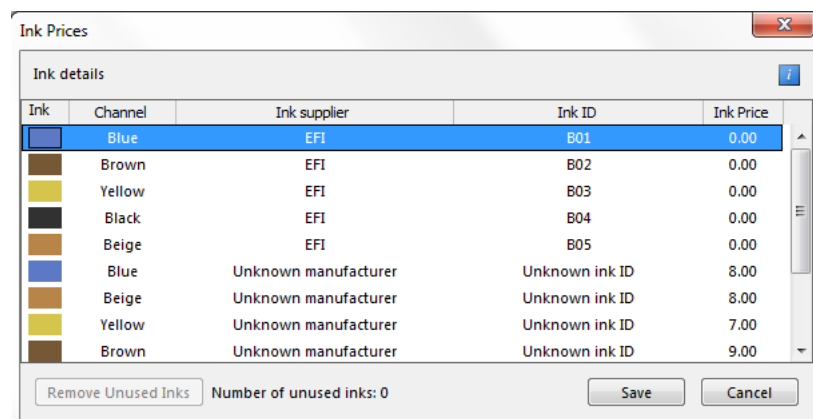 Ink Prices
Ink details
Ink Channel Ink supplier Ink ID Ink Price
Blue EFI B01 0.00
Brown EFI B02 0.00
Yellow EFI B03 0.00
Black EFI B04 0.00
Beige EFI B05 0.00
Blue Unknown manufacturer Unknown ink ID 8.00
Beige Unknown manufacturer Unknown ink ID 8.00
Yellow Unknown manufacturer Unknown ink ID 7.00
Brown Unknown manufacturer Unknown ink ID 9.00
Remove Unused Inks Number of unused inks: 0 Save Cancel